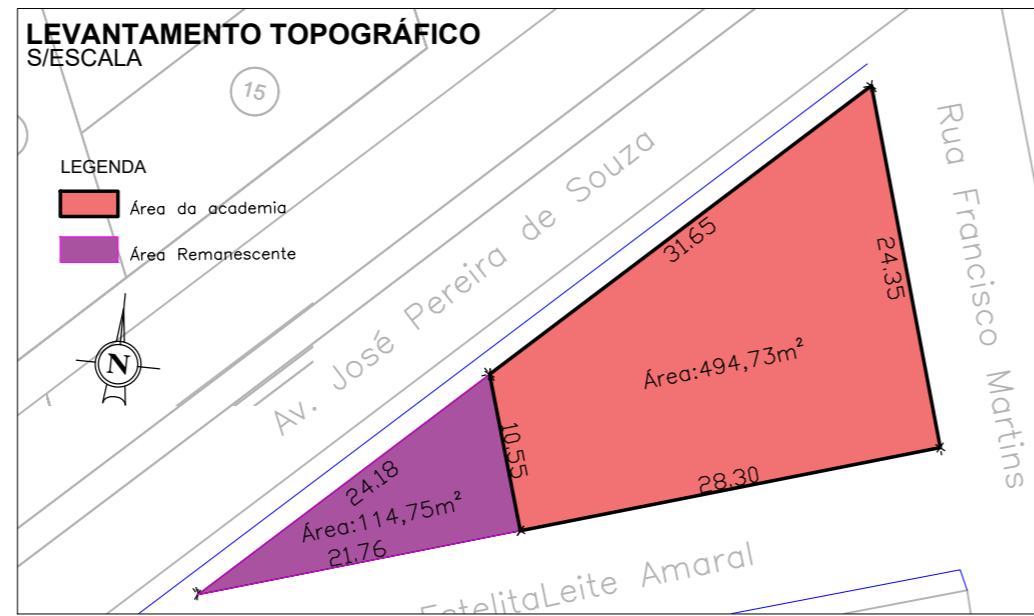 LEVANTAMENTO TOPOGRÁFICO
S/ESCALA
15
LEGENDA
Área da academia
Área Remanescente
N
Av. José Pereira de Souza
Rua Francisco Martins
31.65
24.35
Área:494,73m²
10.55
28.30
24.18
Área:114,75m²
21.76
EstelitaLeite Amaral